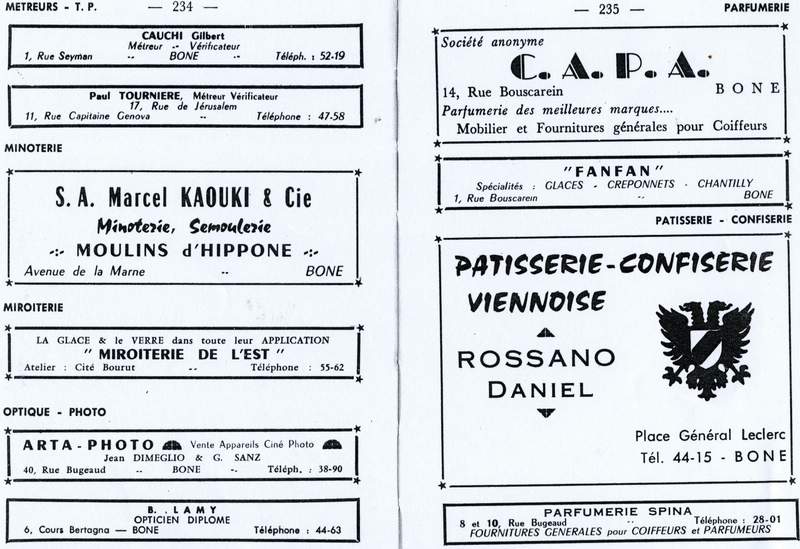 METREURS - T. P.
— 234 —
CAUCHI Gilbert
Métreur -- Vérificateur
1, Rue Seyman -- BONE -- Téléph. : 52-19
Paul TOURNIERE, Métreur Vérificateur
17, Rue de Jérusalem
11, Rue Capitaine Genova -- Téléphone : 47-58
MINOTERIE
S. A. Marcel KAOUKI & Cie
Minoterie, Semoulerie
-:- MOULINS d'HIPPONE -:-
Avenue de la Marne -- BONE
MIROITERIE
LA GLACE & le VERRE dans toute leur APPLICATION
" MIROITERIE DE L'EST "
Atelier : Cité Bourut -- Téléphone : 55-62
OPTIQUE - PHOTO
ARTA - PHOTO Vente Appareils Ciné Photo
Jean DIMEGLIO & G. SANZ
40, Rue Bugeaud -- BONE -- Téléph. : 38-90
B. . LAMY
OPTICIEN DIPLOME
6, Cours Bertagna — BONE Téléphone : 44-63
— 235 —
PARFUMERIE
Société anonyme
C. A. P. A.
14, Rue Bouscarein BONE
Parfumerie des meilleures marques....
Mobilier et Fournitures générales pour Coiffeurs
"FANFAN"
Spécialités : GLACES - CREPONNETS - CHANTILLY
1, Rue Bouscarein -- BONE
PATISSERIE - CONFISERIE
PATISSERIE-CONFISERIE
VIENNOISE
ROSSANO
DANIEL
Place Général Leclerc
Tél. 44-15 - BONE
PARFUMERIE SPINA
8 et 10, Rue Bugeaud -- Téléphone : 28-01
FOURNITURES GENERALES pour COIFFEURS et PARFUMEURS